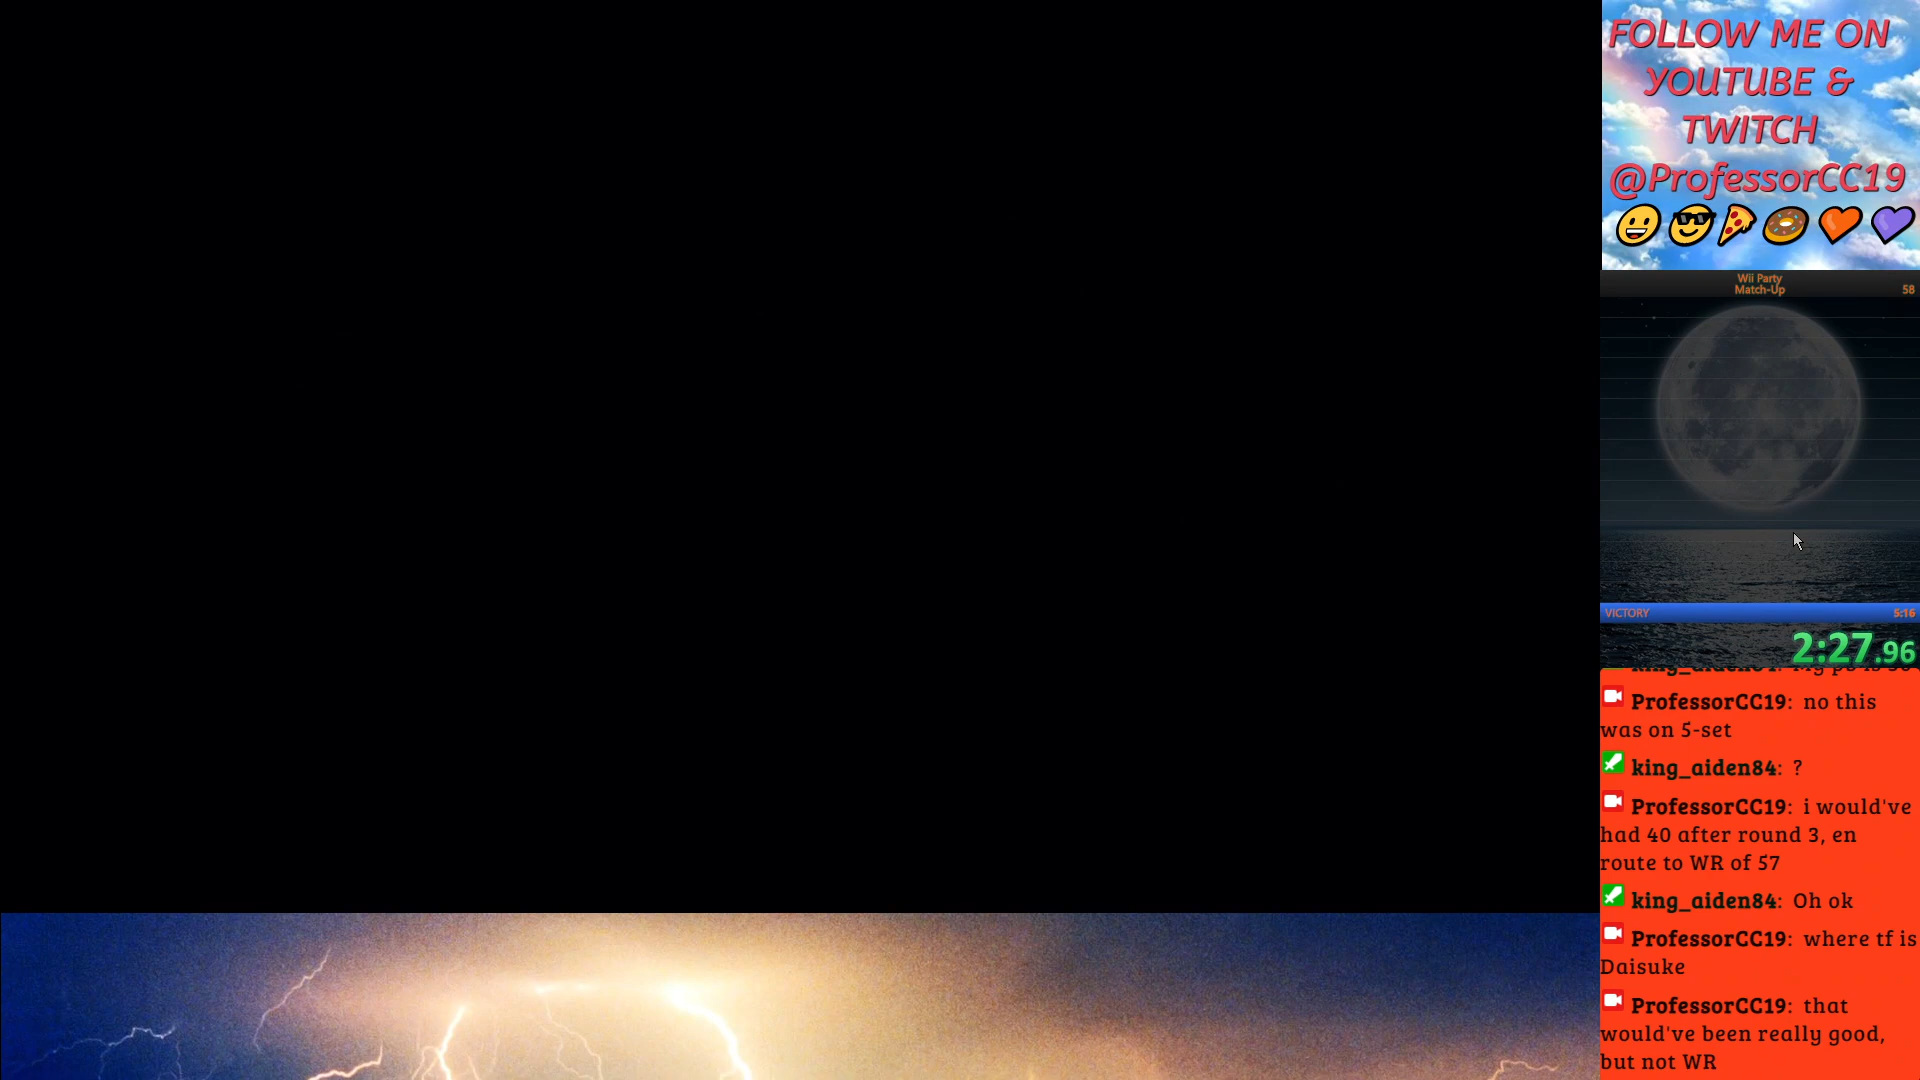 FOLLOW ME ON
YOUTUBE &
TWITCH
@ProfessorCC19
Wii Party
Match-Up
58
VICTORY 5:16
2:27.96
ProfessorCC19: no this
was on 5-set
king_aiden84: ?
ProfessorCC19: i would've
had 40 after round 3, en
route to WR of 57
king_aiden84: Oh ok
ProfessorCC19: where tf is
Daisuke
ProfessorCC19: that
would've been really good,
but not WR